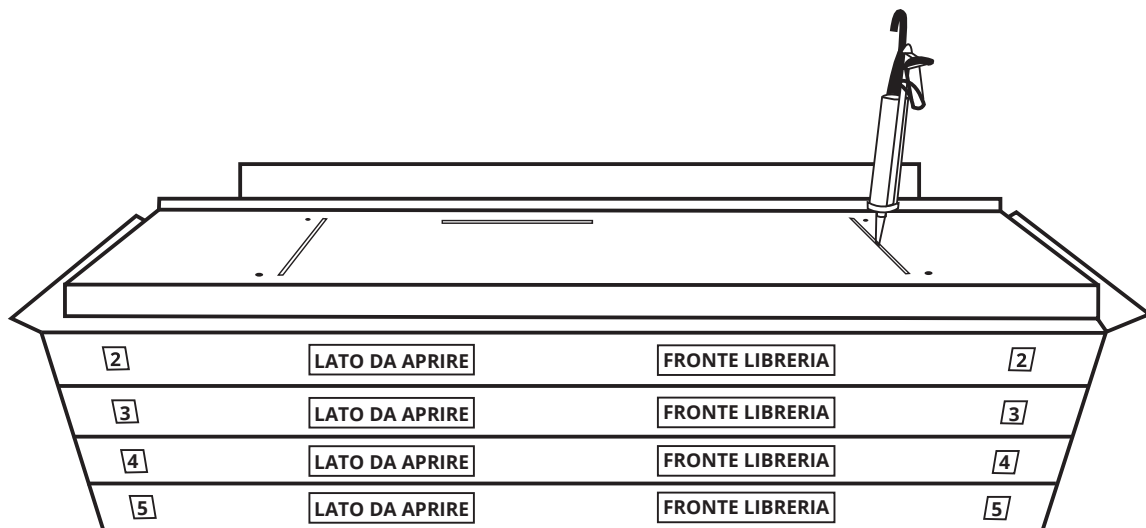 2 LATO DA APRIRE FRONTE LIBRERIA 2
3 LATO DA APRIRE FRONTE LIBRERIA 3
4 LATO DA APRIRE FRONTE LIBRERIA 4
5 LATO DA APRIRE FRONTE LIBRERIA 5